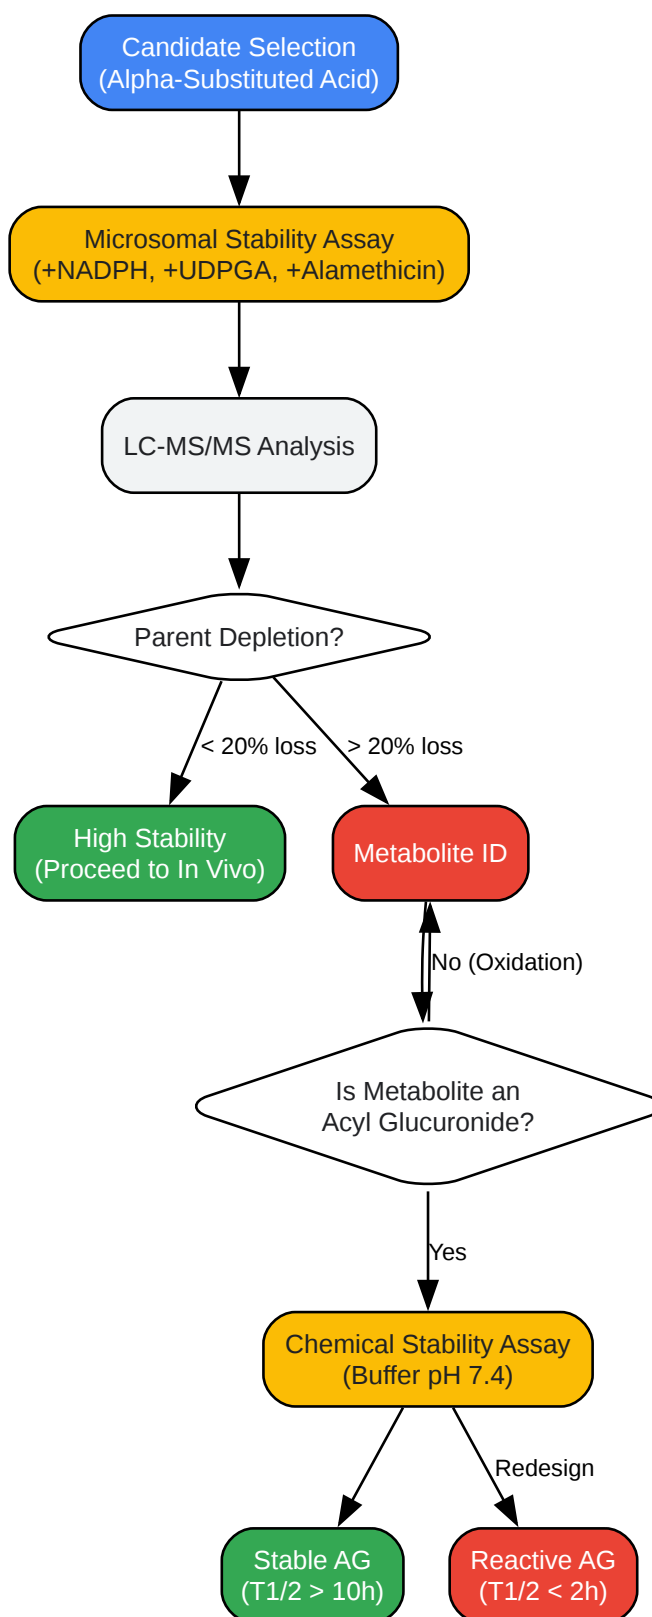 Candidate Selection
(Alpha-Substituted Acid)
Microsomal Stability Assay
(+NADPH, +UDPGA, +Alamethicin)
LC-MS/MS Analysis
Parent Depletion?
< 20% loss
> 20% loss
High Stability
(Proceed to In Vivo)
Metabolite ID
No (Oxidation)
Is Metabolite an
Acyl Glucuronide?
Yes
Chemical Stability Assay
(Buffer pH 7.4)
Redesign
Stable AG
(T1/2 > 10h)
Reactive AG
(T1/2 < 2h)